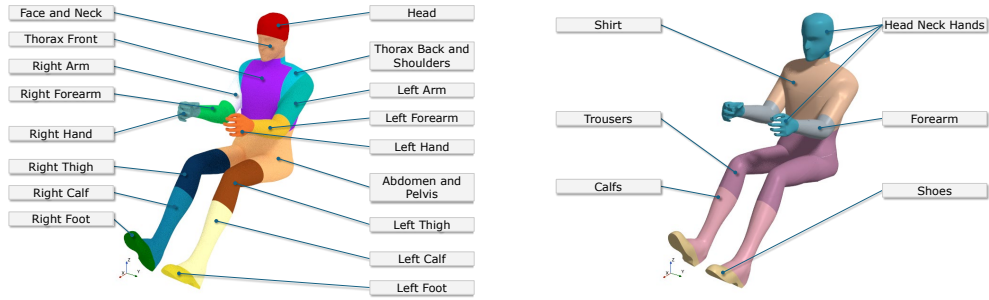 Face and Neck
Thorax Front
Right Arm
Right Forearm
Right Hand
Right Thigh
Right Calf
Right Foot
Head
Thorax Back and
Shoulders
Left Arm
Left Forearm
Left Hand
Abdomen and
Pelvis
Left Thigh
Left Calf
Left Foot
Shirt
Trousers
Calfs
Head Neck Hands
Forearm
Shoes